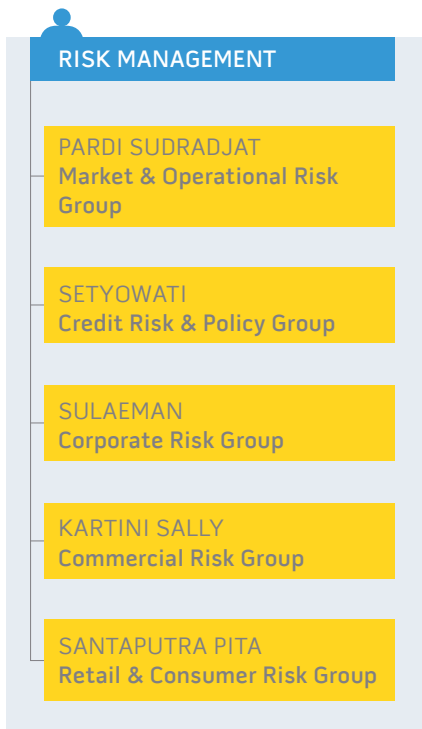 RISK MANAGEMENT
PARDI SUDRADJAT
Market & Operational Risk
Group
SETYOWATI
Credit Risk & Policy Group
SULAEMAN
Corporate Risk Group
KARTINI SALLY
Commercial Risk Group
SANTAPUTRA PITA
Retail & Consumer Risk Group